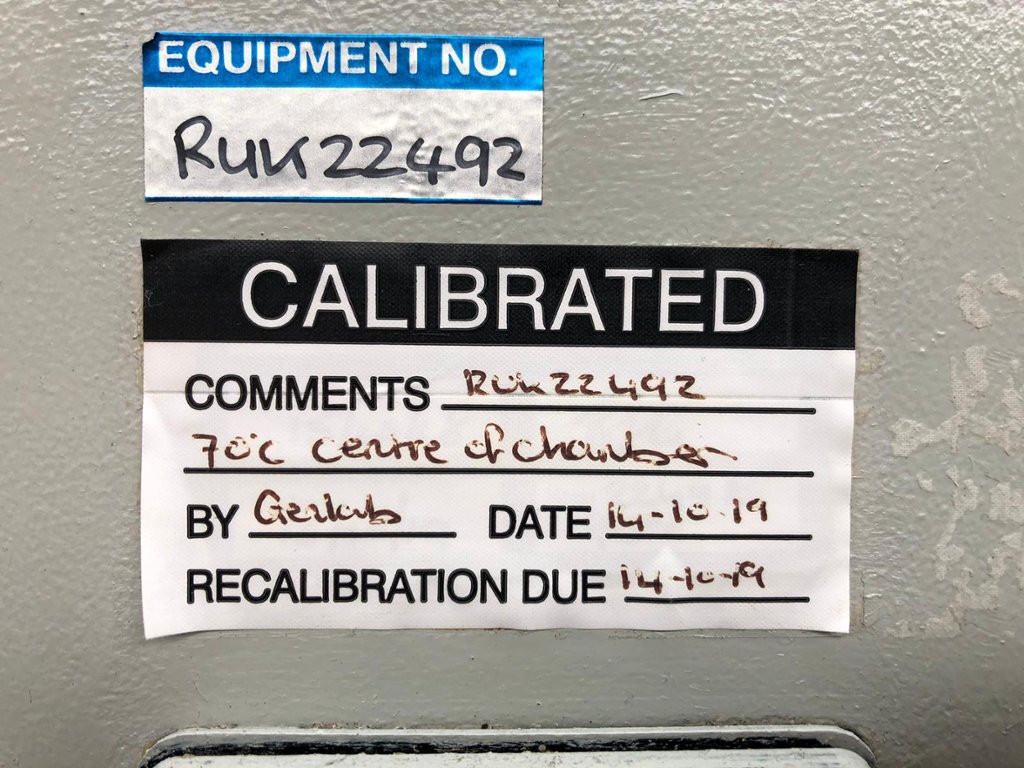 EQUIPMENT NO.
RUK22492
CALIBRATED
COMMENTS RUK22492
70°C centre of chamber
BY Genlab DATE 14-10-19
RECALIBRATION DUE 14-10-19